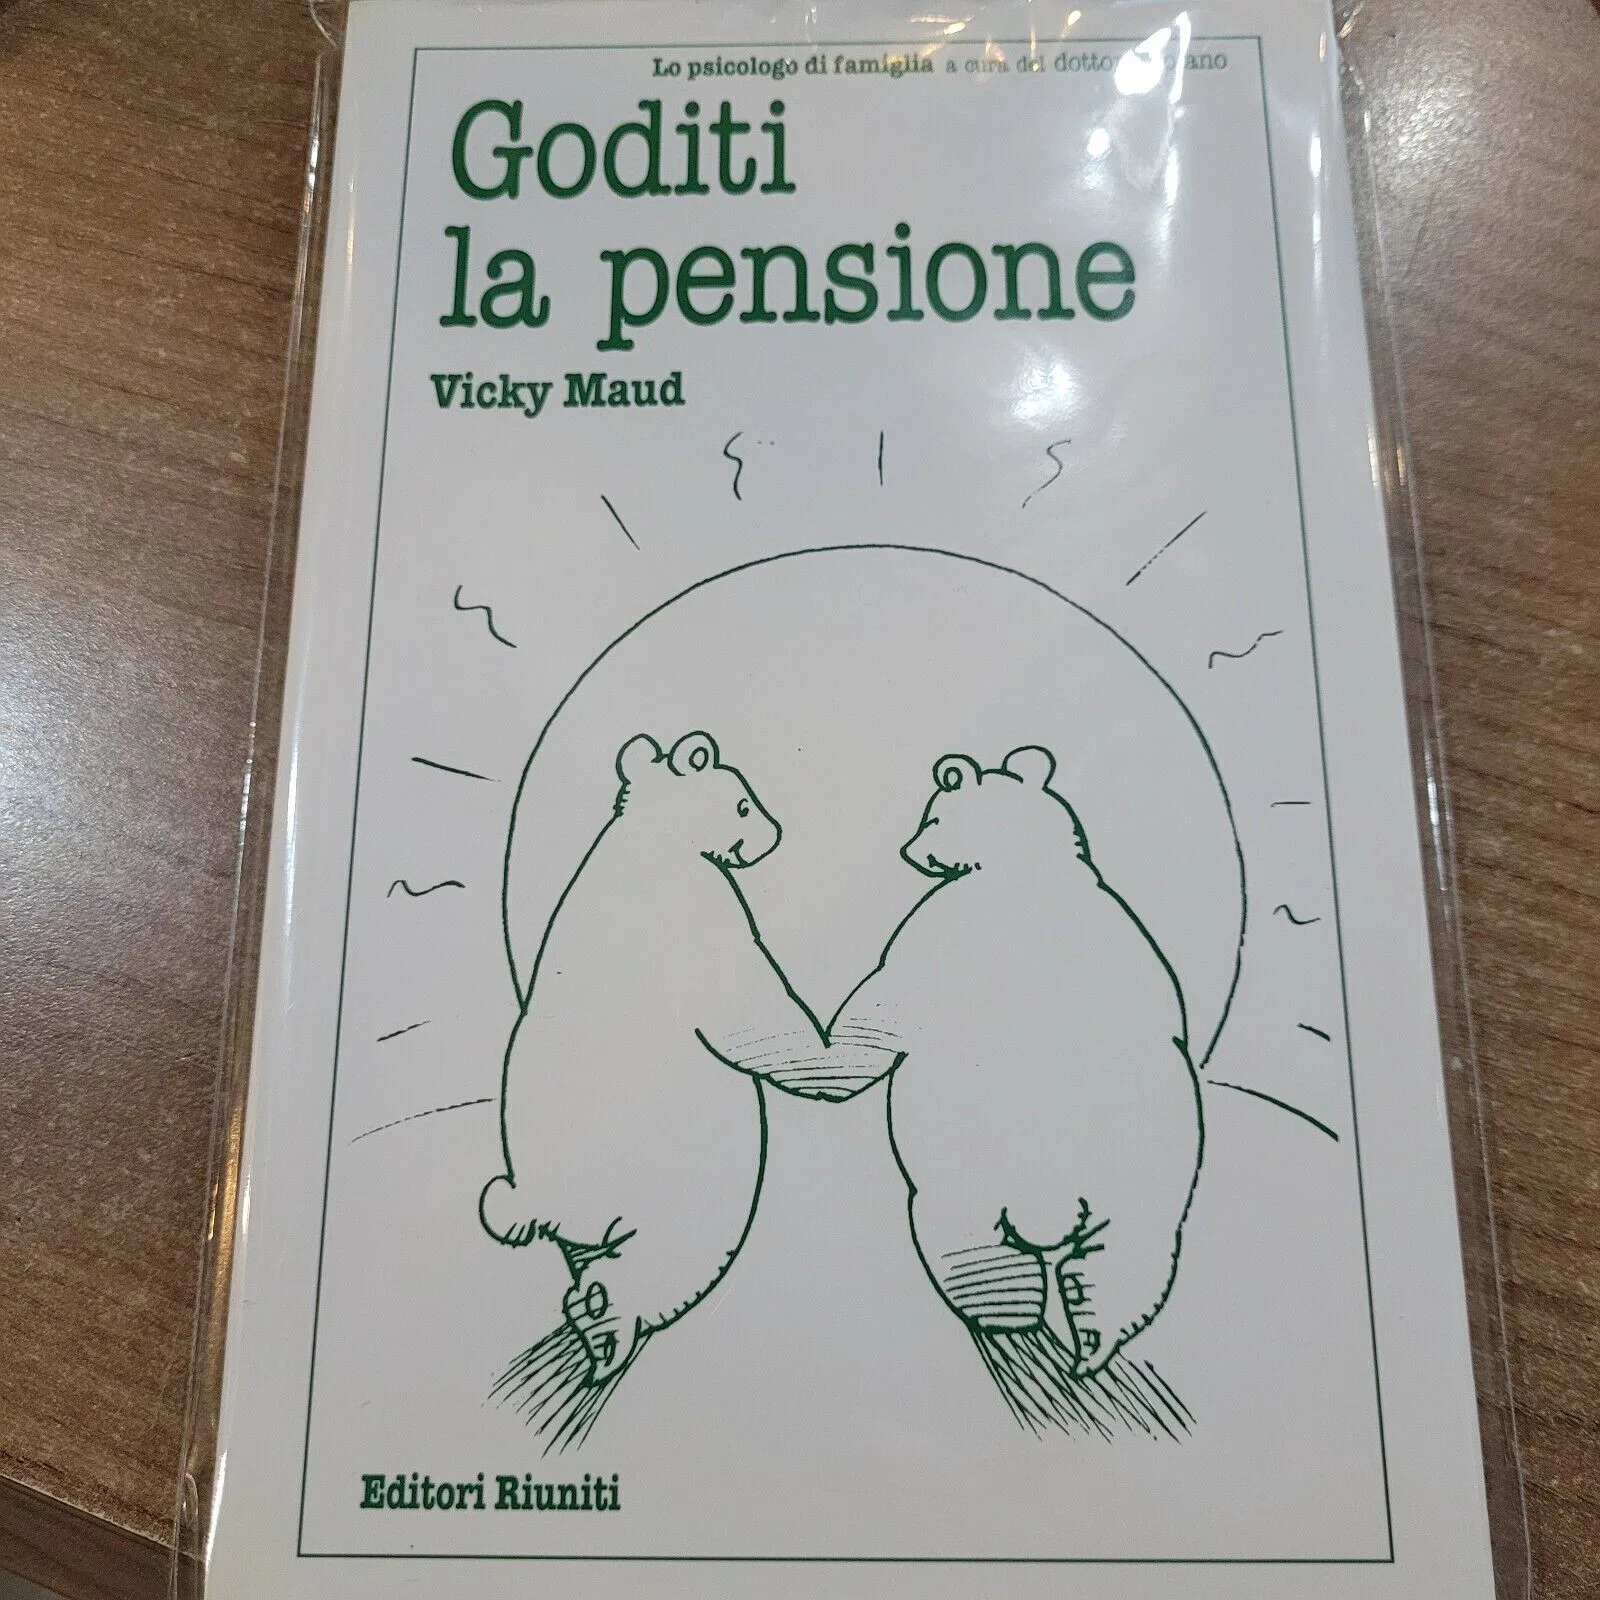 Lo psicologo di famiglia a cura del
Goditi
la pensione
Vicky Maud
Editori Riuniti